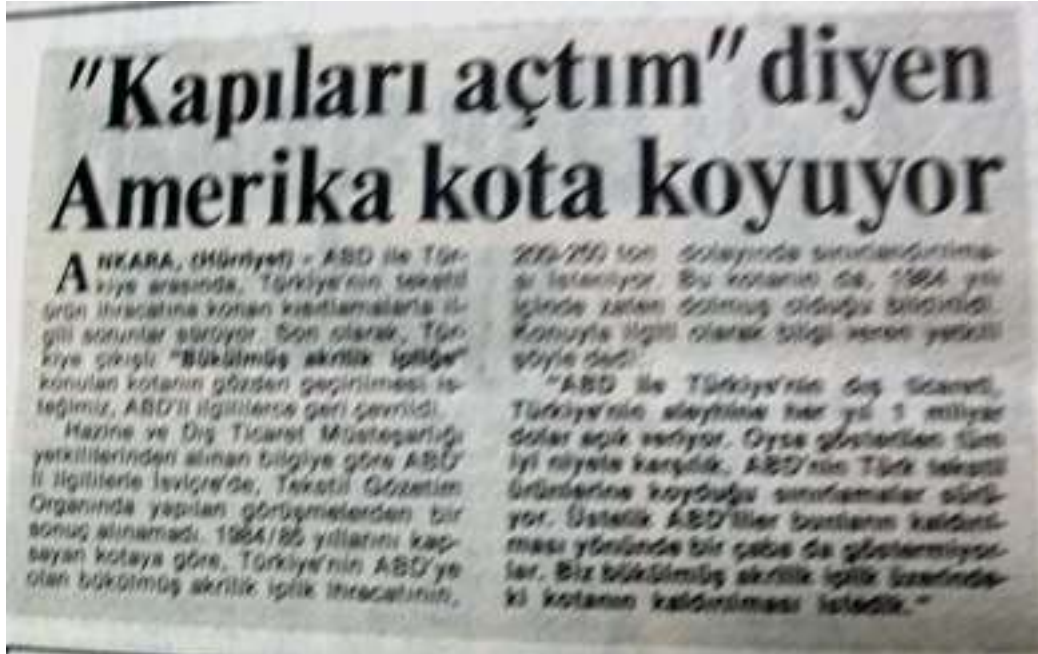 "Kapıları açtım" diyen
Amerika kota koyuyor
ANKARA, (Hürriyet) - ABD ile Tür-
kiye arasında, Türkiye'nin tekstil
ürün ihracatına konan kısıtlamalarla il-
gili sorunlar sürüyor. Son olarak, Tür-
kiye çıkışlı "Bükülmüş akrilik ipliğe"
konulan kotanın gözden geçirilmesi is-
teğimiz, ABD'li ilgililerce geri çevrildi.
Hazine ve Dış Ticaret Müsteşarlığı
yetkililerinden alınan bilgiye göre ABD'
li ilgililerle İsviçre'de, Tekstil Gözetim
Organında yapılan görüşmelerden bir
sonuç alınamadı. 1984/85 yıllarını kap-
sayan kotaya göre, Türkiye'nin ABD'ye
olan bükülmüş akrilik iplik ihracatının,
200-250 ton dolayında sınırlandırılma-
sı isteniyor. Bu kotanın da, 1984 yılı
içinde zaten dolmuş olduğu bildirildi.
Konuyla ilgili olarak bilgi veren yetkili
şöyle dedi:
"ABD ile Türkiye'nin dış ticareti,
Türkiye'nin aleyhine her yıl 1 milyar
dolar açık veriyor. Oysa gösterilen tüm
iyi niyete karşılık, ABD'nin Türk tekstil
ürünlerine koyduğu sınırlamalar sürü-
yor. Üstelik ABD'liler bunların kaldırıl-
ması yönünde bir çaba da göstermiyor-
lar. Biz bükülmüş akrilik iplik üzerinde-
ki kotanın kaldırılması istedik."